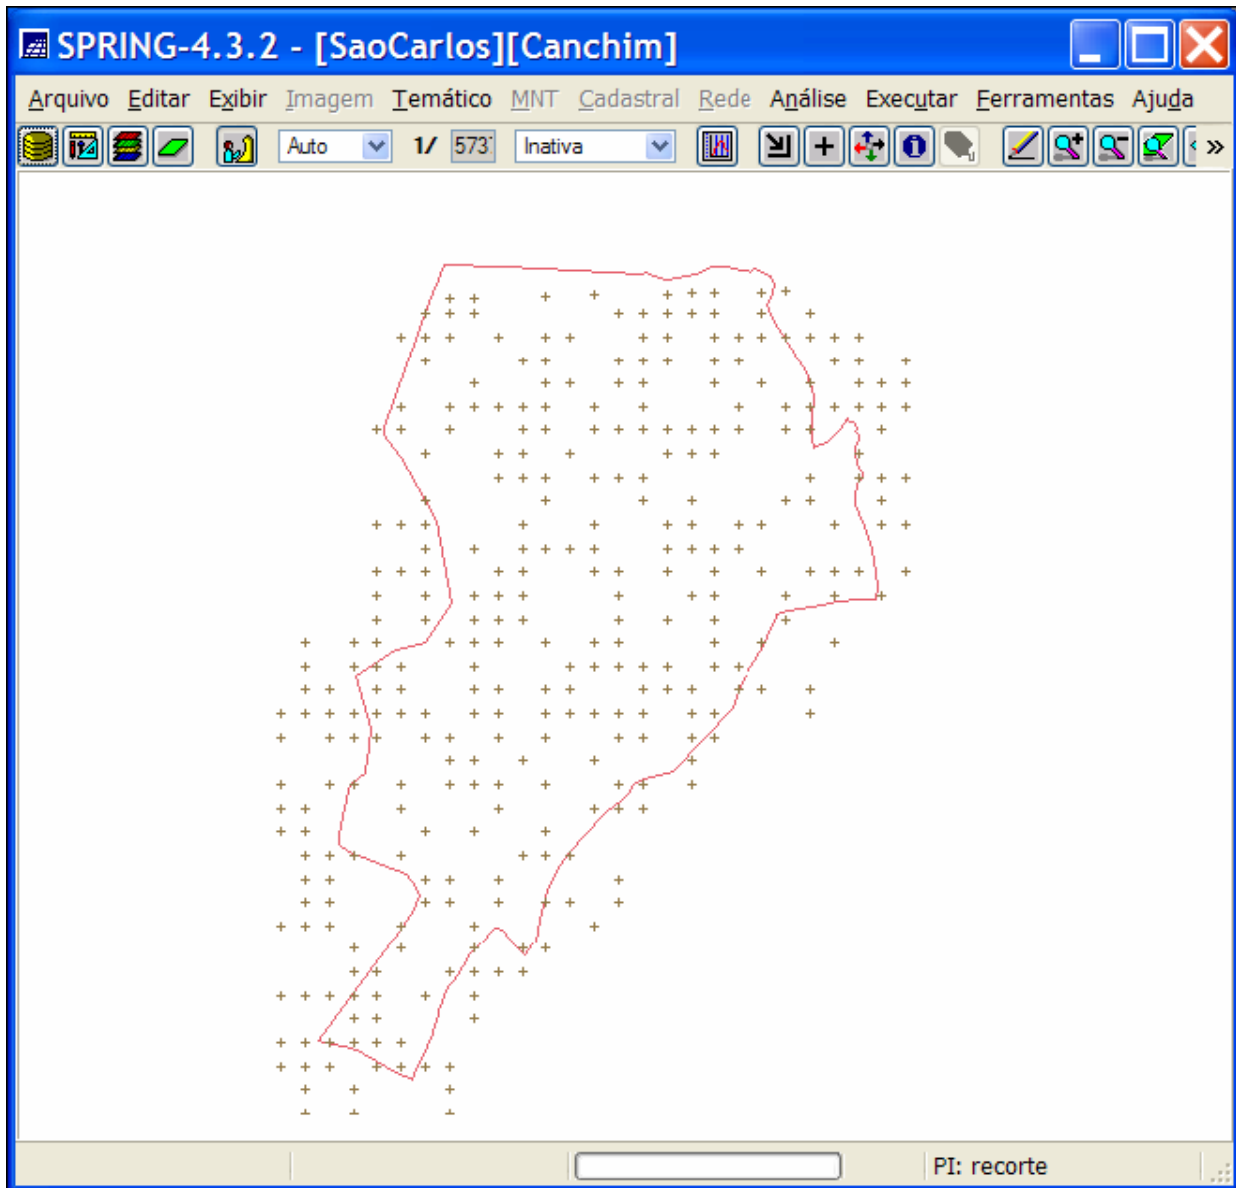 SPRING-4.3.2 - [SaoCarlos][Canchim]
Arquivo Editar Exibir Imagem Temático MNT Cadastral Rede Análise Executar Ferramentas Ajuda
Auto 1/ 573 Inativa »
PI: recorte